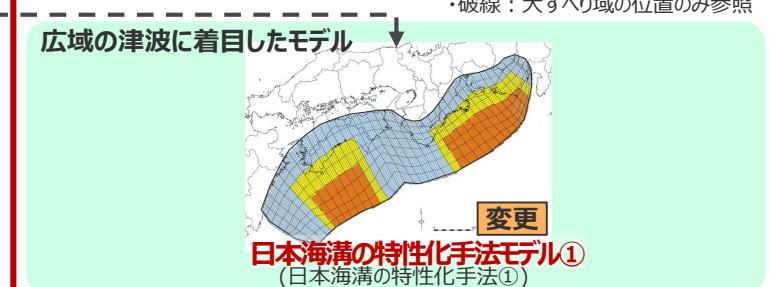 ・破線：大すべり域の位置のみ参照
広域の津波に着目したモデル
変更
日本海溝の特性化手法モデル①
(日本海溝の特性化手法①)